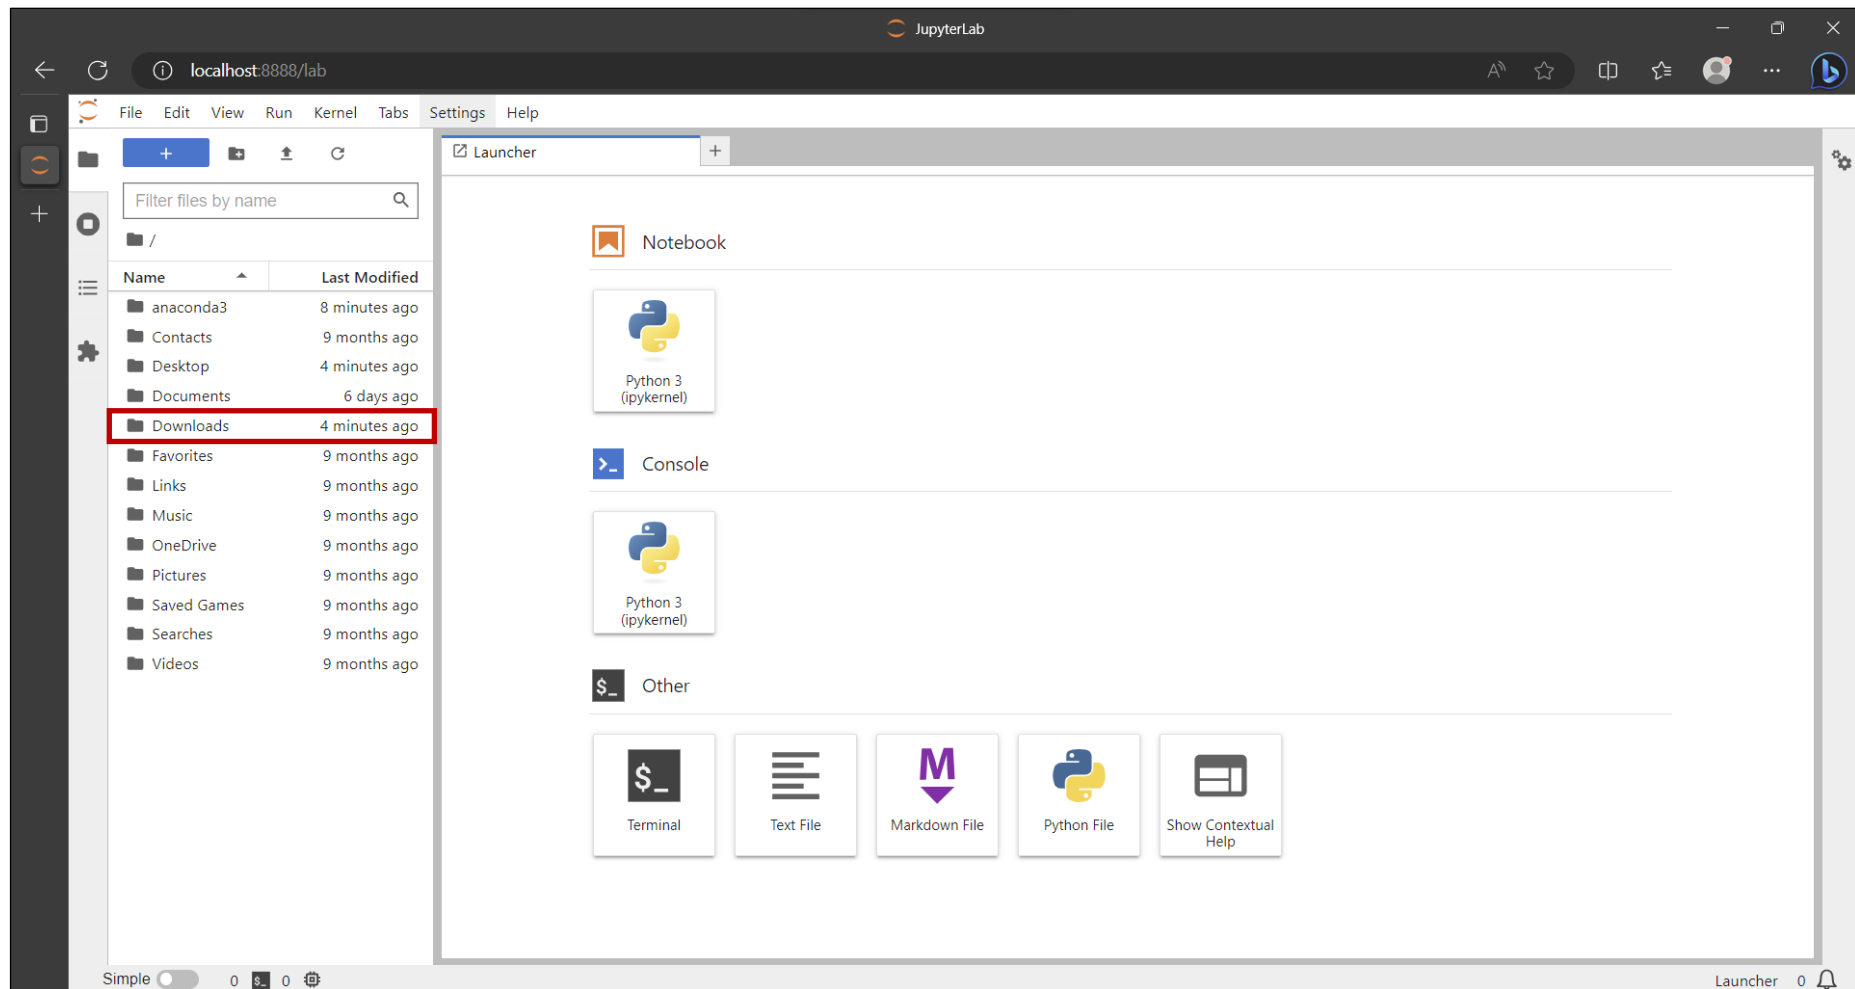 JupyterLab
localhost:8888/lab
File Edit View Run Kernel Tabs Settings Help
+
Launcher
+
Filter files by name
/
Name Last Modified
anaconda3 8 minutes ago
Contacts 9 months ago
Desktop 4 minutes ago
Documents 6 days ago
Downloads 4 minutes ago
Favorites 9 months ago
Links 9 months ago
Music 9 months ago
OneDrive 9 months ago
Pictures 9 months ago
Saved Games 9 months ago
Searches 9 months ago
Videos 9 months ago
Notebook
Python 3
(ipykernel)
>_ Console
Python 3
(ipykernel)
$_ Other
$_
Terminal
Text File
M
Markdown File
Python File
Show Contextual
Help
Simple 0 $_ 0
Launcher 0